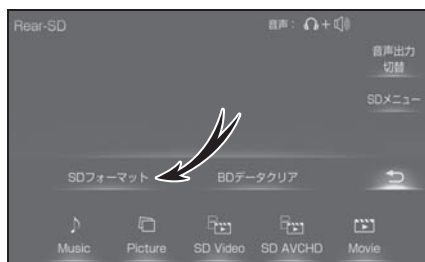 Rear-SD
音声: +
音声出力
切替
SDメニュー
SDフォーマット
BDデータクリア
Music
Picture
SD Video
SD AVCHD
Movie